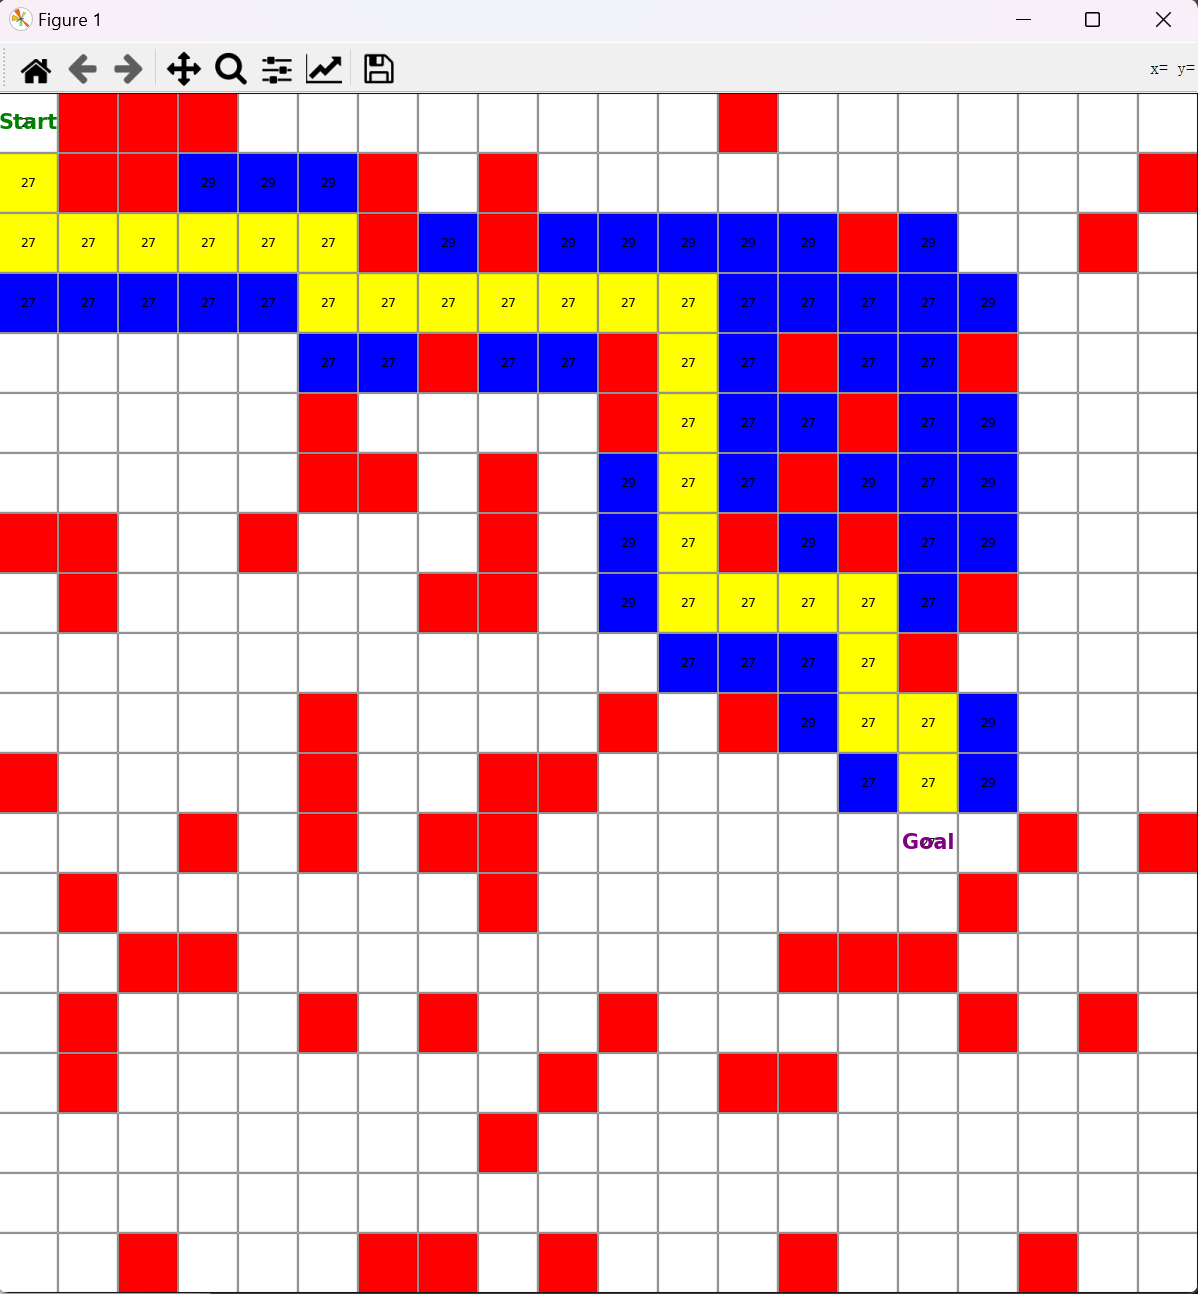 Figure 1
x= y=
Start
27 29 29 29
27 27 27 27 27 27 29 29 29 29 29 29 29
27 27 27 27 27 27 27 27 27 27 27 27 27 27 27 27 29
27 27 27 27 27 27 27 27
27 27 27 27 29
29 27 27 29 27 29
29 27 29 27 29
29 27 27 27 27 27
27 27 27 27
29 27 27 29
27 27 29
Goal